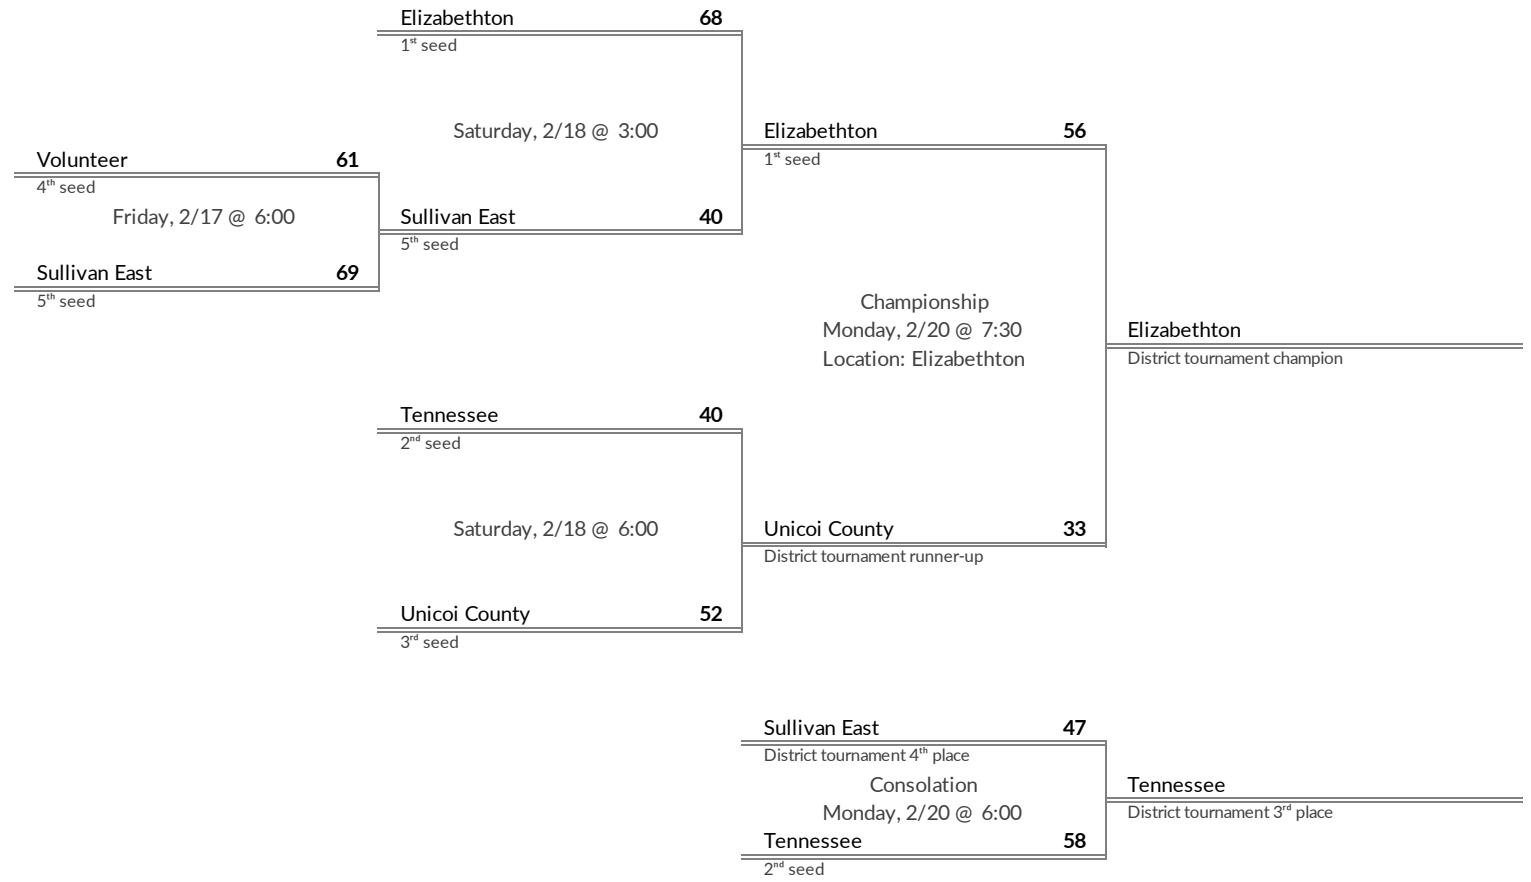 Elizabethton 68
1st seed
Saturday, 2/18 @ 3:00
Elizabethton 56
1st seed
Volunteer 61
4th seed
Friday, 2/17 @ 6:00
Sullivan East 40
5th seed
Sullivan East 69
5th seed
Championship
Monday, 2/20 @ 7:30
Location: Elizabethton
Elizabethton
District tournament champion
Tennessee 40
2nd seed
Saturday, 2/18 @ 6:00
Unicoi County 33
District tournament runner-up
Unicoi County 52
3rd seed
Sullivan East 47
District tournament 4th place
Consolation
Monday, 2/20 @ 6:00
Tennessee
District tournament 3rd place
Tennessee 58
2nd seed